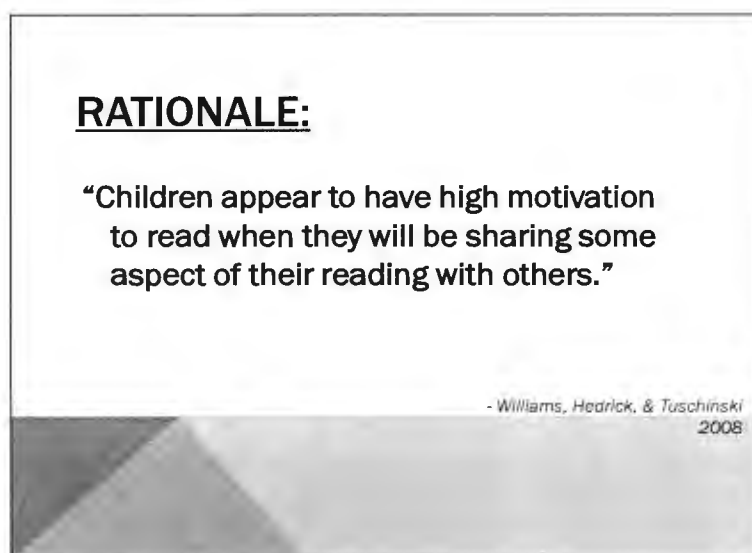 RATIONALE:
“Children appear to have high motivation
to read when they will be sharing some
aspect of their reading with others.”
- Williams, Hedrick, & Tuschinski
2008